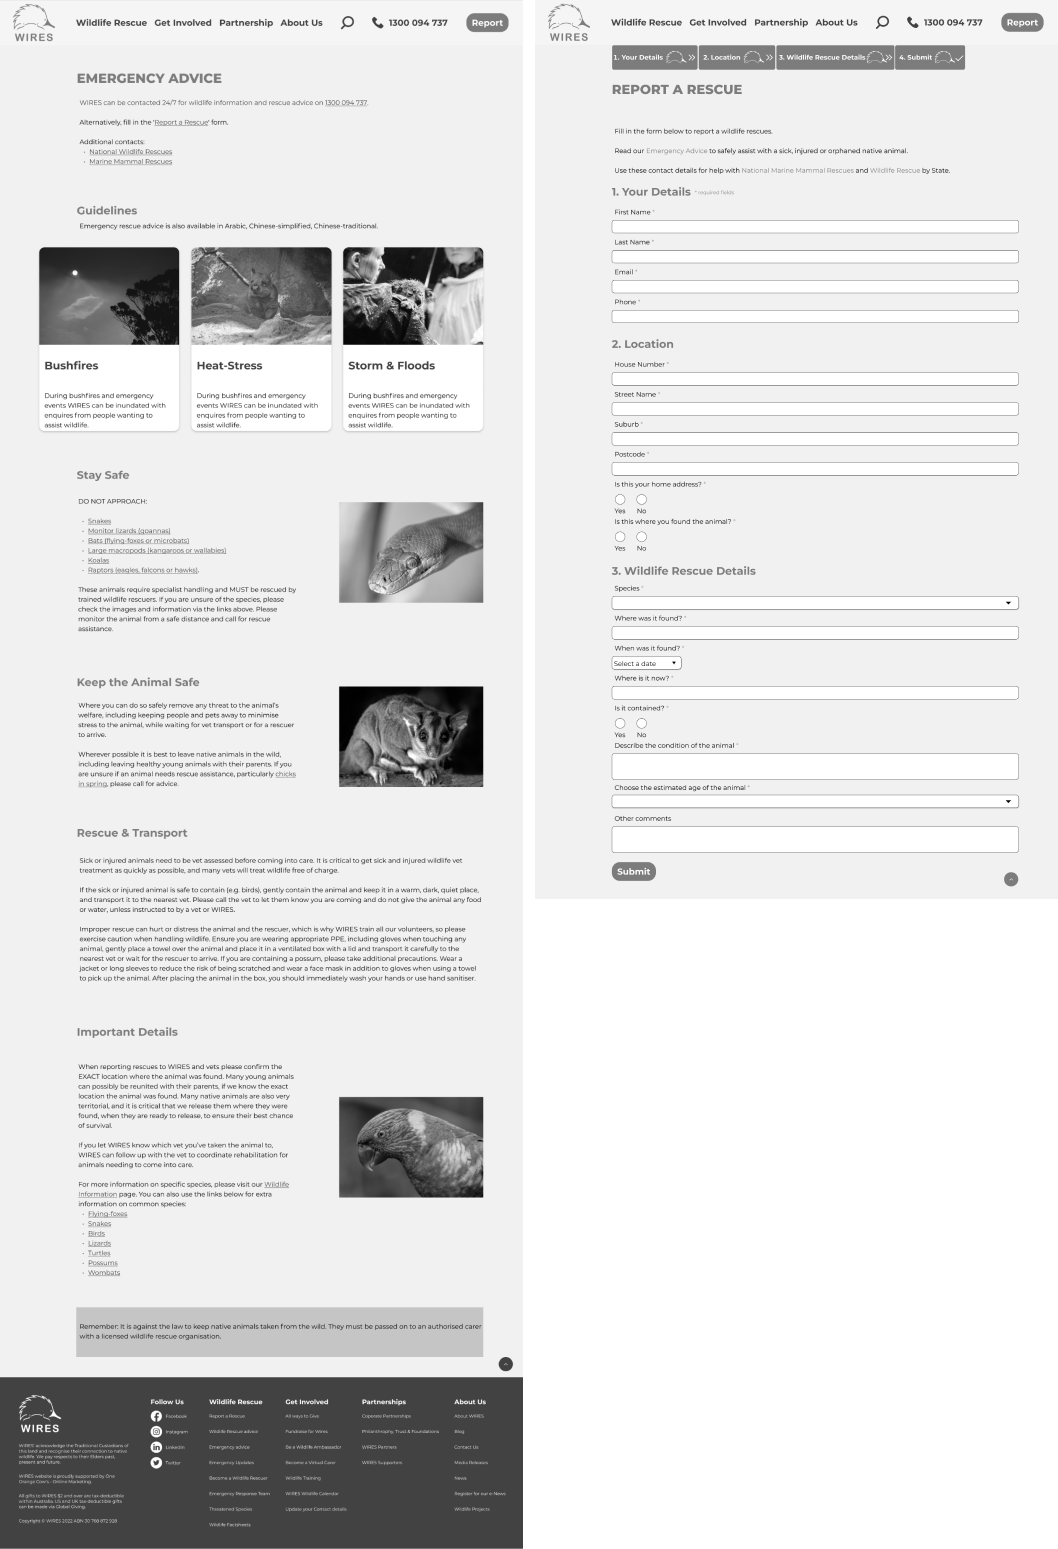 WIRES
Wildlife Rescue Get Involved Partnership About Us 1300 094 737 Report
EMERGENCY ADVICE
WIRES can be contacted 24/7 for wildlife information and rescue advice on 1300 094 737.
Alternatively, fill in the 'Report a Rescue' form.
Additional contacts:
National Wildlife Rescues
Marine Mammal Rescues
Guidelines
Emergency rescue advice is also available in Arabic, Chinese-simplified, Chinese-traditional.
Bushfires
During bushfires and emergency
events WIRES can be inundated with
enquires from people wanting to
assist wildlife.
Heat-Stress
During bushfires and emergency
events WIRES can be inundated with
enquires from people wanting to
assist wildlife.
Storm & Floods
During bushfires and emergency
events WIRES can be inundated with
enquires from people wanting to
assist wildlife.
Stay Safe
DO NOT APPROACH:
Snakes
Monitor lizards (goannas)
Bats (flying-foxes or microbats)
Large macropods (kangaroos or wallabies)
Koalas
Raptors (eagles, falcons or hawks).
These animals require specialist handling and MUST be rescued by
trained wildlife rescuers. If you are unsure of the species, please
check the images and information via the links above. Please
monitor the animal from a safe distance and call for rescue
assistance.
Keep the Animal Safe
Where you can do so safely remove any threat to the animal's
welfare, including keeping people and pets away to minimise
stress to the animal, while waiting for vet transport or for a rescuer
to arrive.
Wherever possible it is best to leave native animals in the wild,
including leaving healthy young animals with their parents. If you
are unsure if an animal needs rescue assistance, particularly chicks
in spring, please call for advice.
Rescue & Transport
Sick or injured animals need to be vet assessed before coming into care. It is critical to get sick and injured wildlife vet
treatment as quickly as possible, and many vets will treat wildlife free of charge.
If the sick or injured animal is safe to contain (e.g. birds), gently contain the animal and keep it in a warm, dark, quiet place,
and transport it to the nearest vet. Please call the vet to let them know you are coming and do not give the animal any food
or water, unless instructed to by a vet or WIRES.
Improper rescue can hurt or distress the animal and the rescuer, which is why WIRES train all our volunteers, so please
exercise caution when handling wildlife. Ensure you are wearing appropriate PPE, including gloves when touching any
animal, gently place a towel over the animal and place it in a ventilated box with a lid and transport it carefully to the
nearest vet or wait for the rescuer to arrive. If you are containing a possum, please take additional precautions. Wear a
jacket or long sleeves to reduce the risk of being scratched and wear a face mask in addition to gloves when using a towel
to pick up the animal. After placing the animal in the box, you should immediately wash your hands or use hand sanitiser.
Important Details
When reporting rescues to WIRES and vets please confirm the
EXACT location where the animal was found. Many young animals
can possibly be reunited with their parents, if we know the exact
location the animal was found. Many native animals are also very
territorial, and it is critical that we release them where they were
found, when they are ready to release, to ensure their best chance
of survival.
If you let WIRES know which vet you've taken the animal to,
WIRES can follow up with the vet to coordinate rehabilitation for
animals needing to come into care.
For more information on specific species, please visit our Wildlife
Information page. You can also use the links below for extra
information on common species:
Flying-foxes
Snakes
Birds
Lizards
Turtles
Possums
Wombats
Remember: It is against the law to keep native animals taken from the wild. They must be passed on to an authorised carer
with a licensed wildlife rescue organisation.
WIRES
WIRES' acknowledge the Traditional Custodians of
this land and recognise their connection to native
wildlife. We pay respects to their Elders past,
present and future.
WIRES website is proudly supported by One
Orange Cow's - Online Marketing.
All gifts to WIRES $2 and over are tax-deductible
within Australia. US and UK tax-deductible gifts
can be made via Global Giving.
Copyright © WIRES 2022 ABN 30 768 872 928
Follow Us
Facebook
Instagram
LinkedIn
Twitter
Wildlife Rescue
Report a Rescue
Wildlife Rescue advice
Emergency advice
Emergency Updates
Become a Wildlife Rescuer
Emergency Response Team
Threatened Species
Wildlife Factsheets
Get Involved
All ways to Give
Fundraise for Wires
Be a Wildlife Ambassador
Become a Virtual Carer
Wildlife Training
WIRES Wildlife Calendar
Update your Contact details
Partnerships
Coporate Partnerships
Philanthrophy, Trust & Foundations
WIRES Partners
WIRES Supporters
About Us
About WIRES
Blog
Contact Us
Media Releases
News
Register for our e-News
Wildlife Projects
WIRES
Wildlife Rescue Get Involved Partnership About Us 1300 094 737 Report
1. Your Details 2. Location 3. Wildlife Rescue Details 4. Submit
REPORT A RESCUE
Fill in the form below to report a wildlife rescues.
Read our Emergency Advice to safely assist with a sick, injured or orphaned native animal.
Use these contact details for help with National Marine Mammal Rescues and Wildlife Rescue by State.
1. Your Details *required fields
First Name *
Last Name *
Email *
Phone *
2. Location
House Number *
Street Name *
Suburb *
Postcode *
Is this your home address? *
Yes No
Is this where you found the animal? *
Yes No
3. Wildlife Rescue Details
Species *
Where was it found? *
When was it found? *
Select a date
Where is it now? *
Is it contained? *
Yes No
Describe the condition of the animal *
Choose the estimated age of the animal *
Other comments
Submit